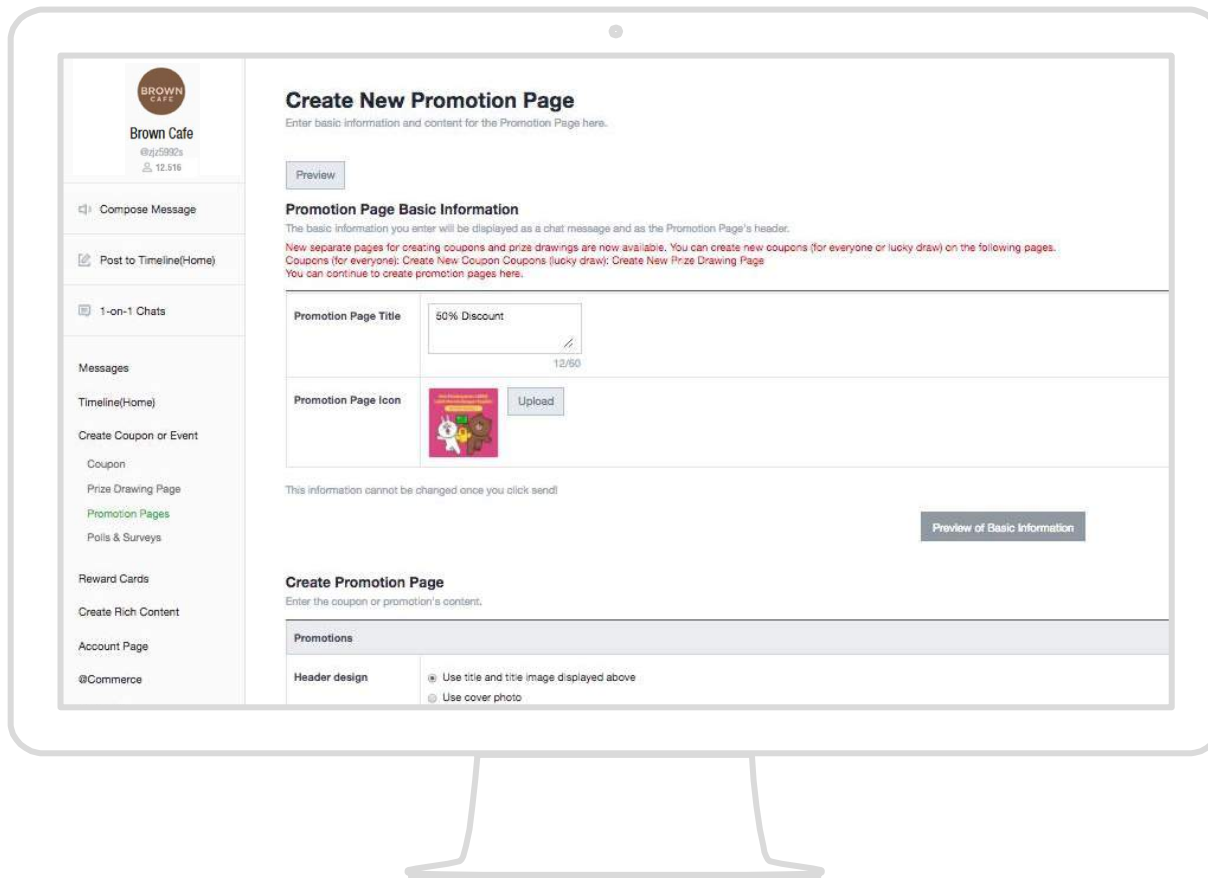 BROWN
CAFE
Brown Cafe
@zjz5992s
12.516
Compose Message
Post to Timeline(Home)
1-on-1 Chats
Messages
Timeline(Home)
Create Coupon or Event
Coupon
Prize Drawing Page
Promotion Pages
Polls & Surveys
Reward Cards
Create Rich Content
Account Page
@Commerce
Create New Promotion Page
Enter basic information and content for the Promotion Page here.
Preview
Promotion Page Basic Information
The basic information you enter will be displayed as a chat message and as the Promotion Page's header.
New separate pages for creating coupons and prize drawings are now available. You can create new coupons (for everyone or lucky draw) on the following pages.
Coupons (for everyone): Create New Coupon Coupons (lucky draw): Create New Prize Drawing Page
You can continue to create promotion pages here.
Promotion Page Title
50% Discount
12/60
Promotion Page Icon
Upload
This information cannot be changed once you click send!
Preview of Basic Information
Create Promotion Page
Enter the coupon or promotion's content.
Promotions
Header design
Use title and title image displayed above
Use cover photo